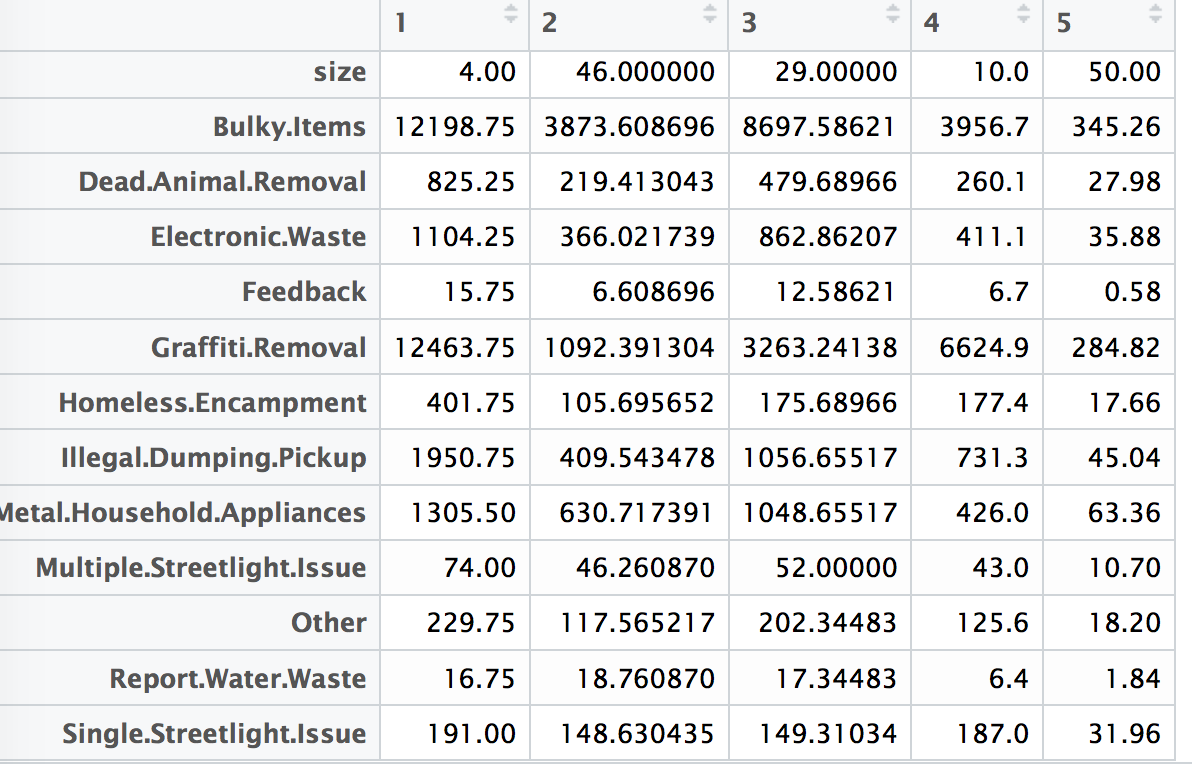 1 2 3 4 5
size 4.00 46.000000 29.00000 10.0 50.00
Bulky.Items 12198.75 3873.608696 8697.58621 3956.7 345.26
Dead.Animal.Removal 825.25 219.413043 479.68966 260.1 27.98
Electronic.Waste 1104.25 366.021739 862.86207 411.1 35.88
Feedback 15.75 6.608696 12.58621 6.7 0.58
Graffiti.Removal 12463.75 1092.391304 3263.24138 6624.9 284.82
Homeless.Encampment 401.75 105.695652 175.68966 177.4 17.66
Illegal.Dumping.Pickup 1950.75 409.543478 1056.65517 731.3 45.04
Metal.Household.Appliances 1305.50 630.717391 1048.65517 426.0 63.36
Multiple.Streetlight.Issue 74.00 46.260870 52.00000 43.0 10.70
Other 229.75 117.565217 202.34483 125.6 18.20
Report.Water.Waste 16.75 18.760870 17.34483 6.4 1.84
Single.Streetlight.Issue 191.00 148.630435 149.31034 187.0 31.96